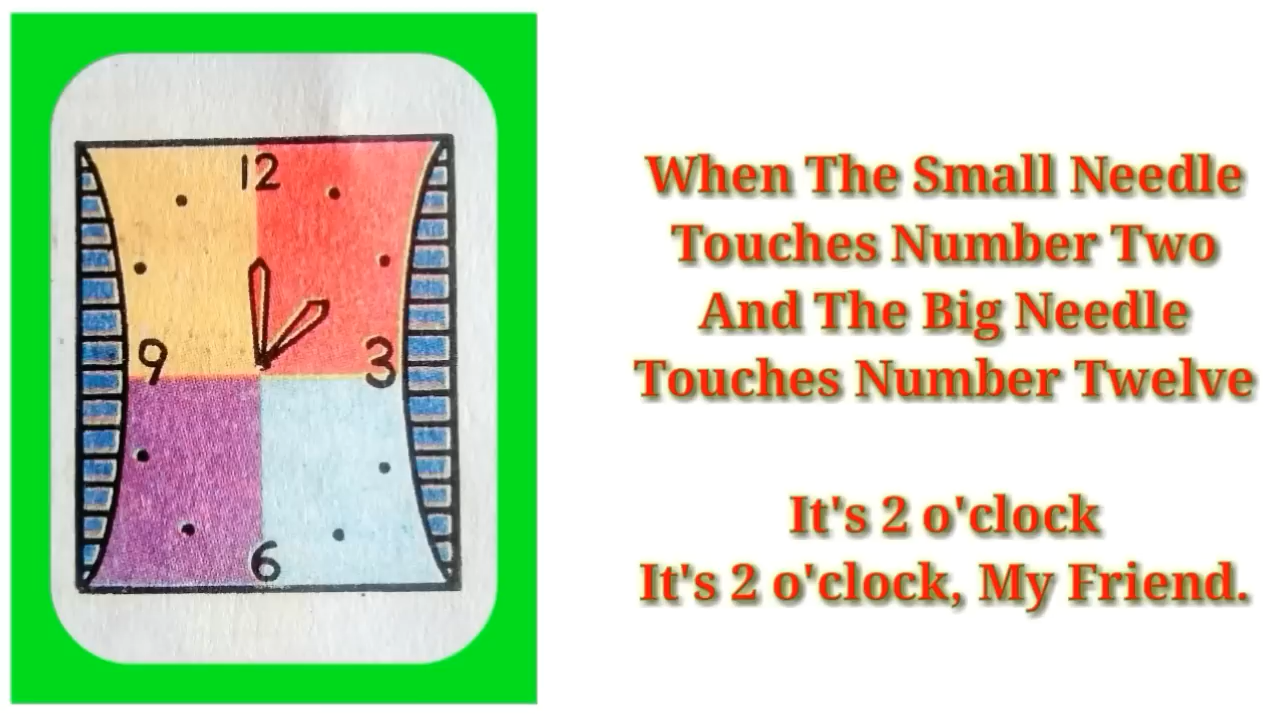 12
9
3
6
When The Small Needle
Touches Number Two
And The Big Needle
Touches Number Twelve
It's 2 o'clock
It's 2 o'clock, My Friend.